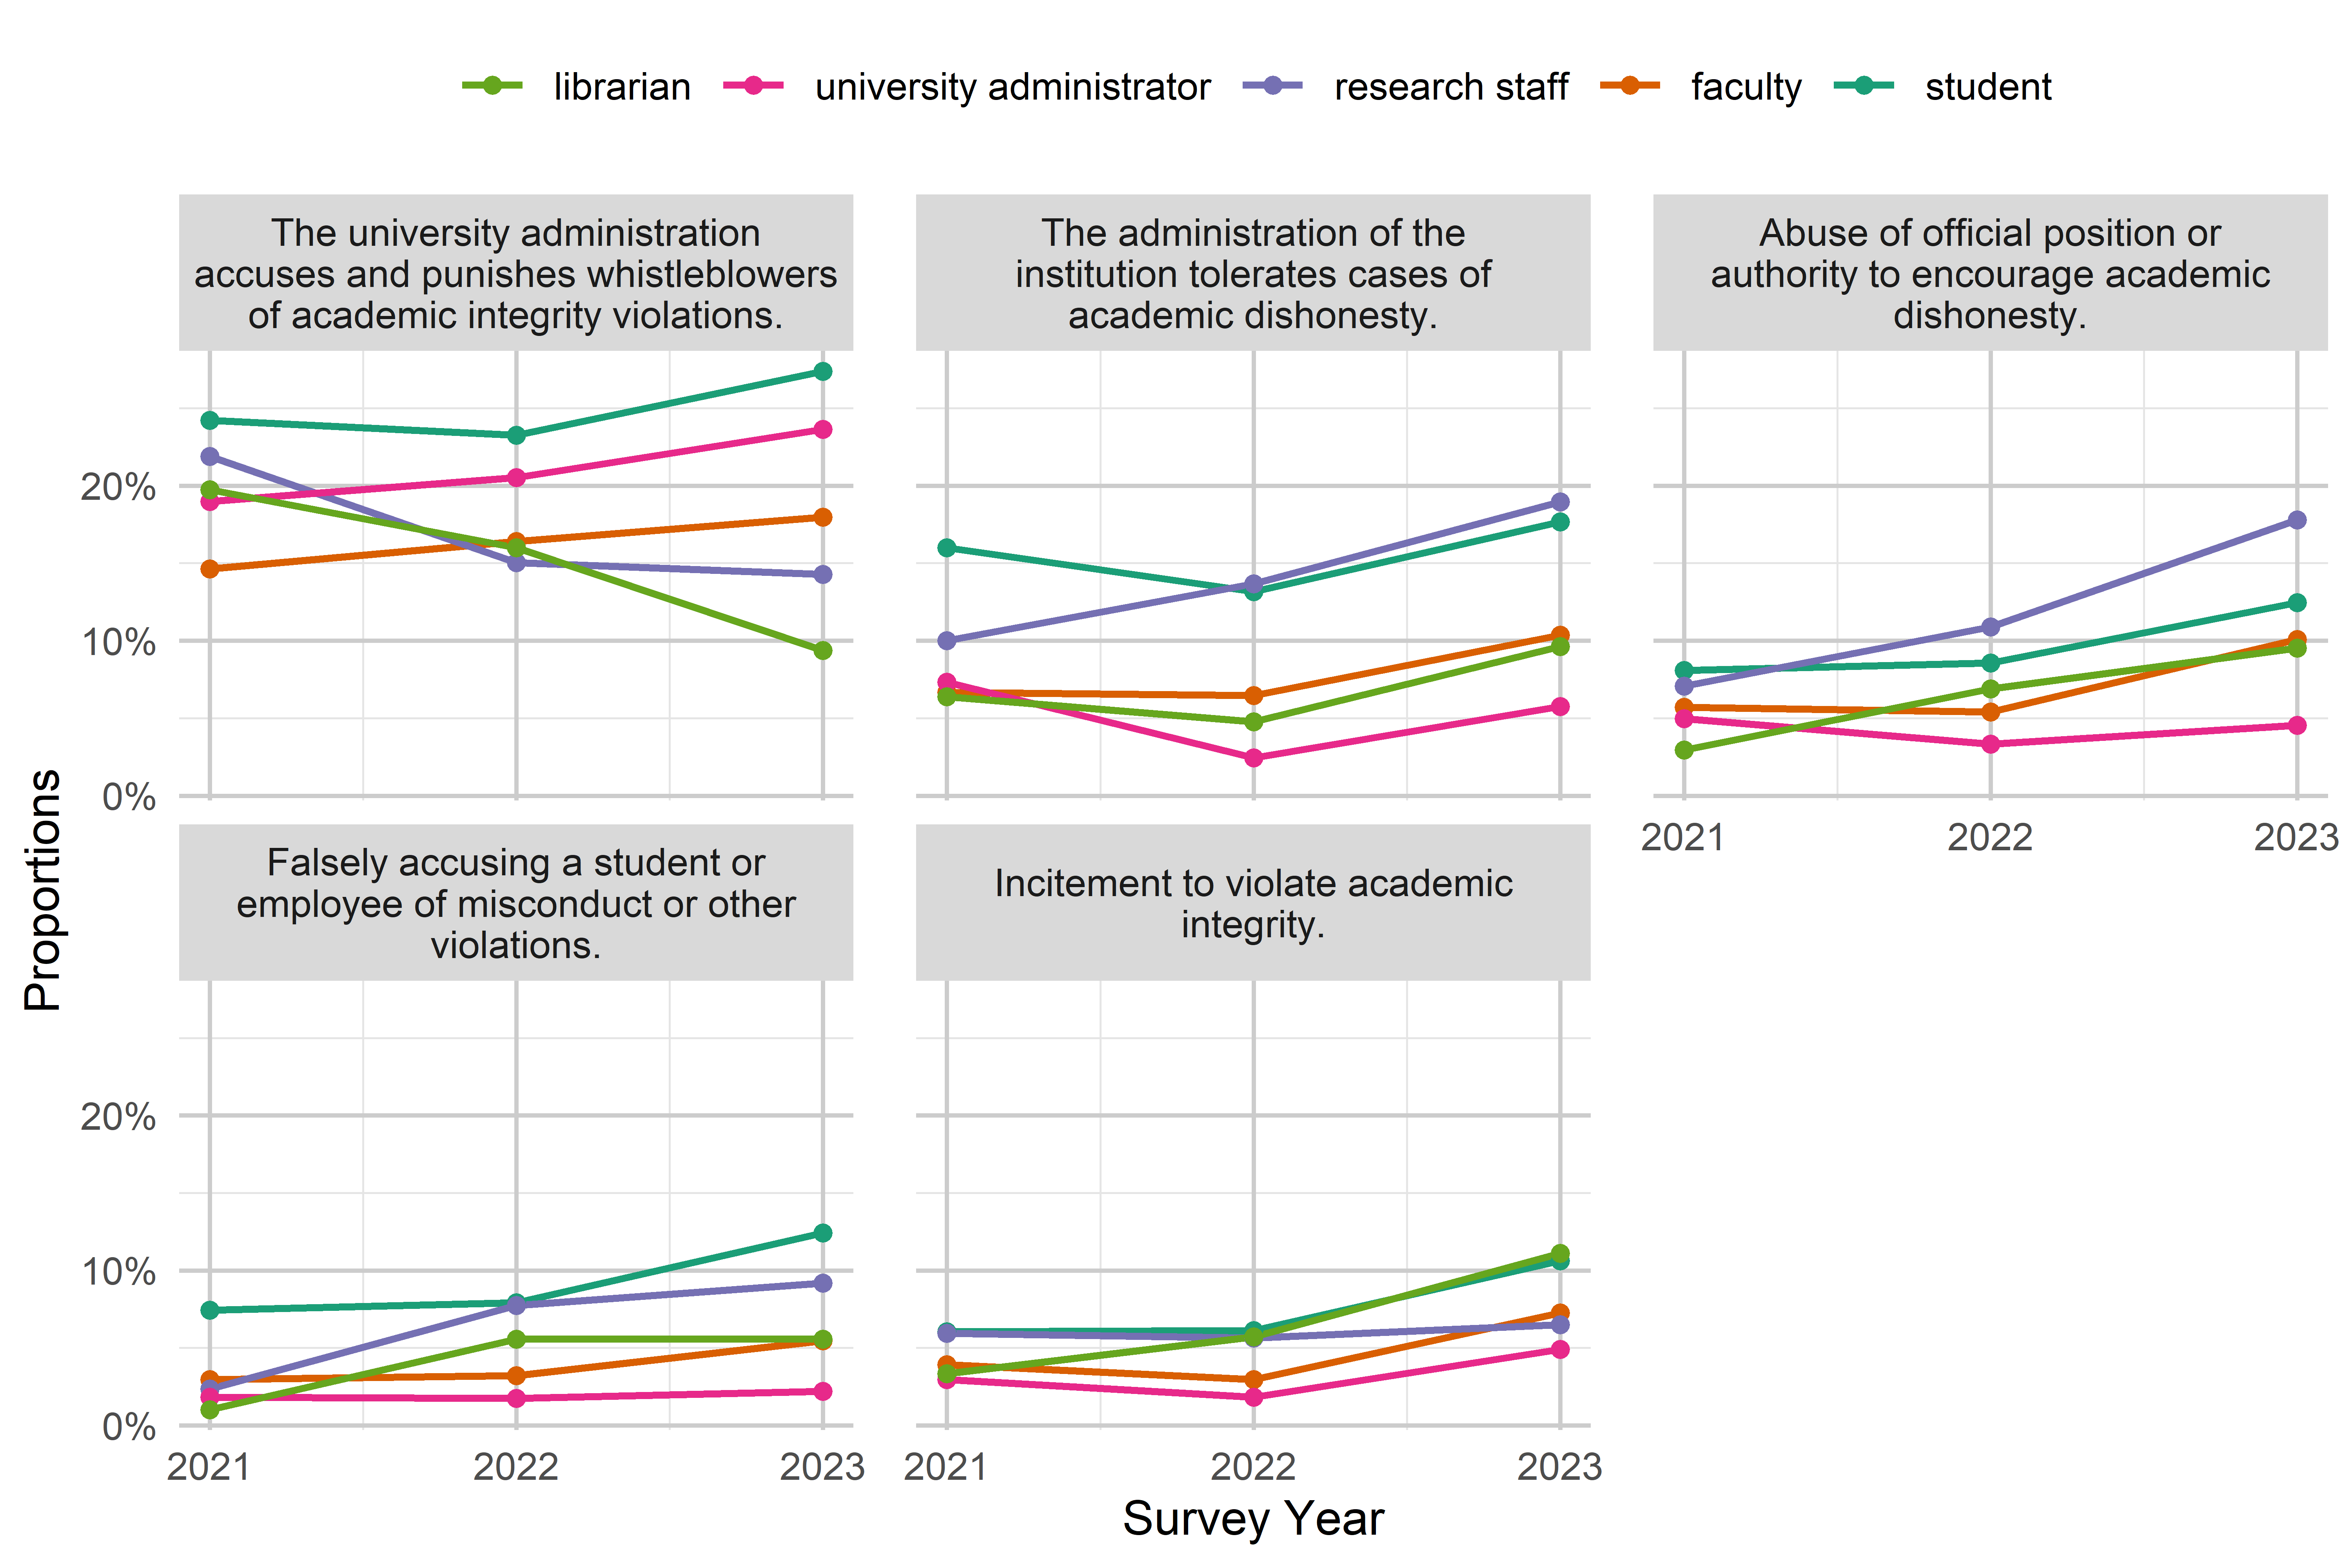 librarian university administrator research staff faculty student
The university administration
accuses and punishes whistleblowers
of academic integrity violations.
The administration of the
institution tolerates cases of
academic dishonesty.
Abuse of official position or
authority to encourage academic
dishonesty.
20%
10%
0%
2021 2022 2023
Falsely accusing a student or
employee of misconduct or other
violations.
Incitement to violate academic
integrity.
20%
10%
0%
2021 2022 2023
2021 2022 2023
Proportions
Survey Year